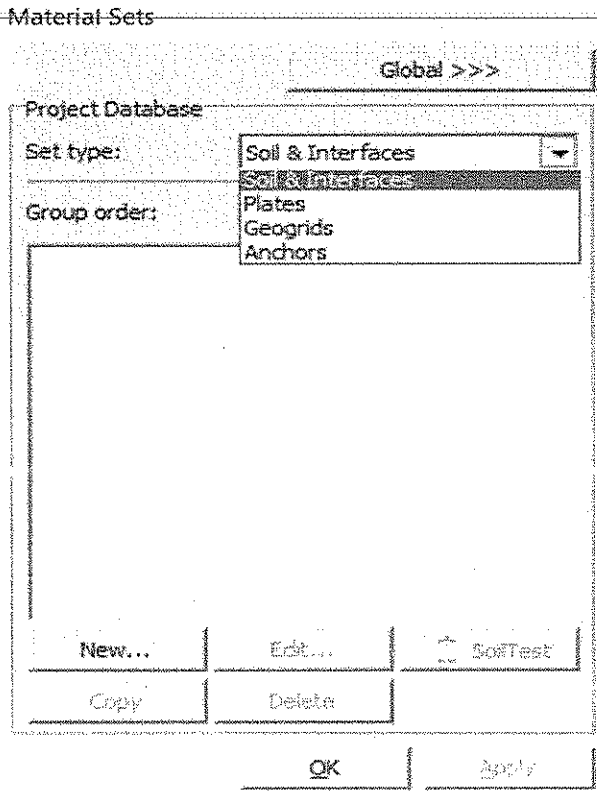 Material Sets
Global >>>
Project Database
Set type:
Soil & Interfaces
Soil & Interfaces
Plates
Geogrids
Anchors
Group order:
New...
Edit...
SoilTest
Copy
Delete
OK
Apply